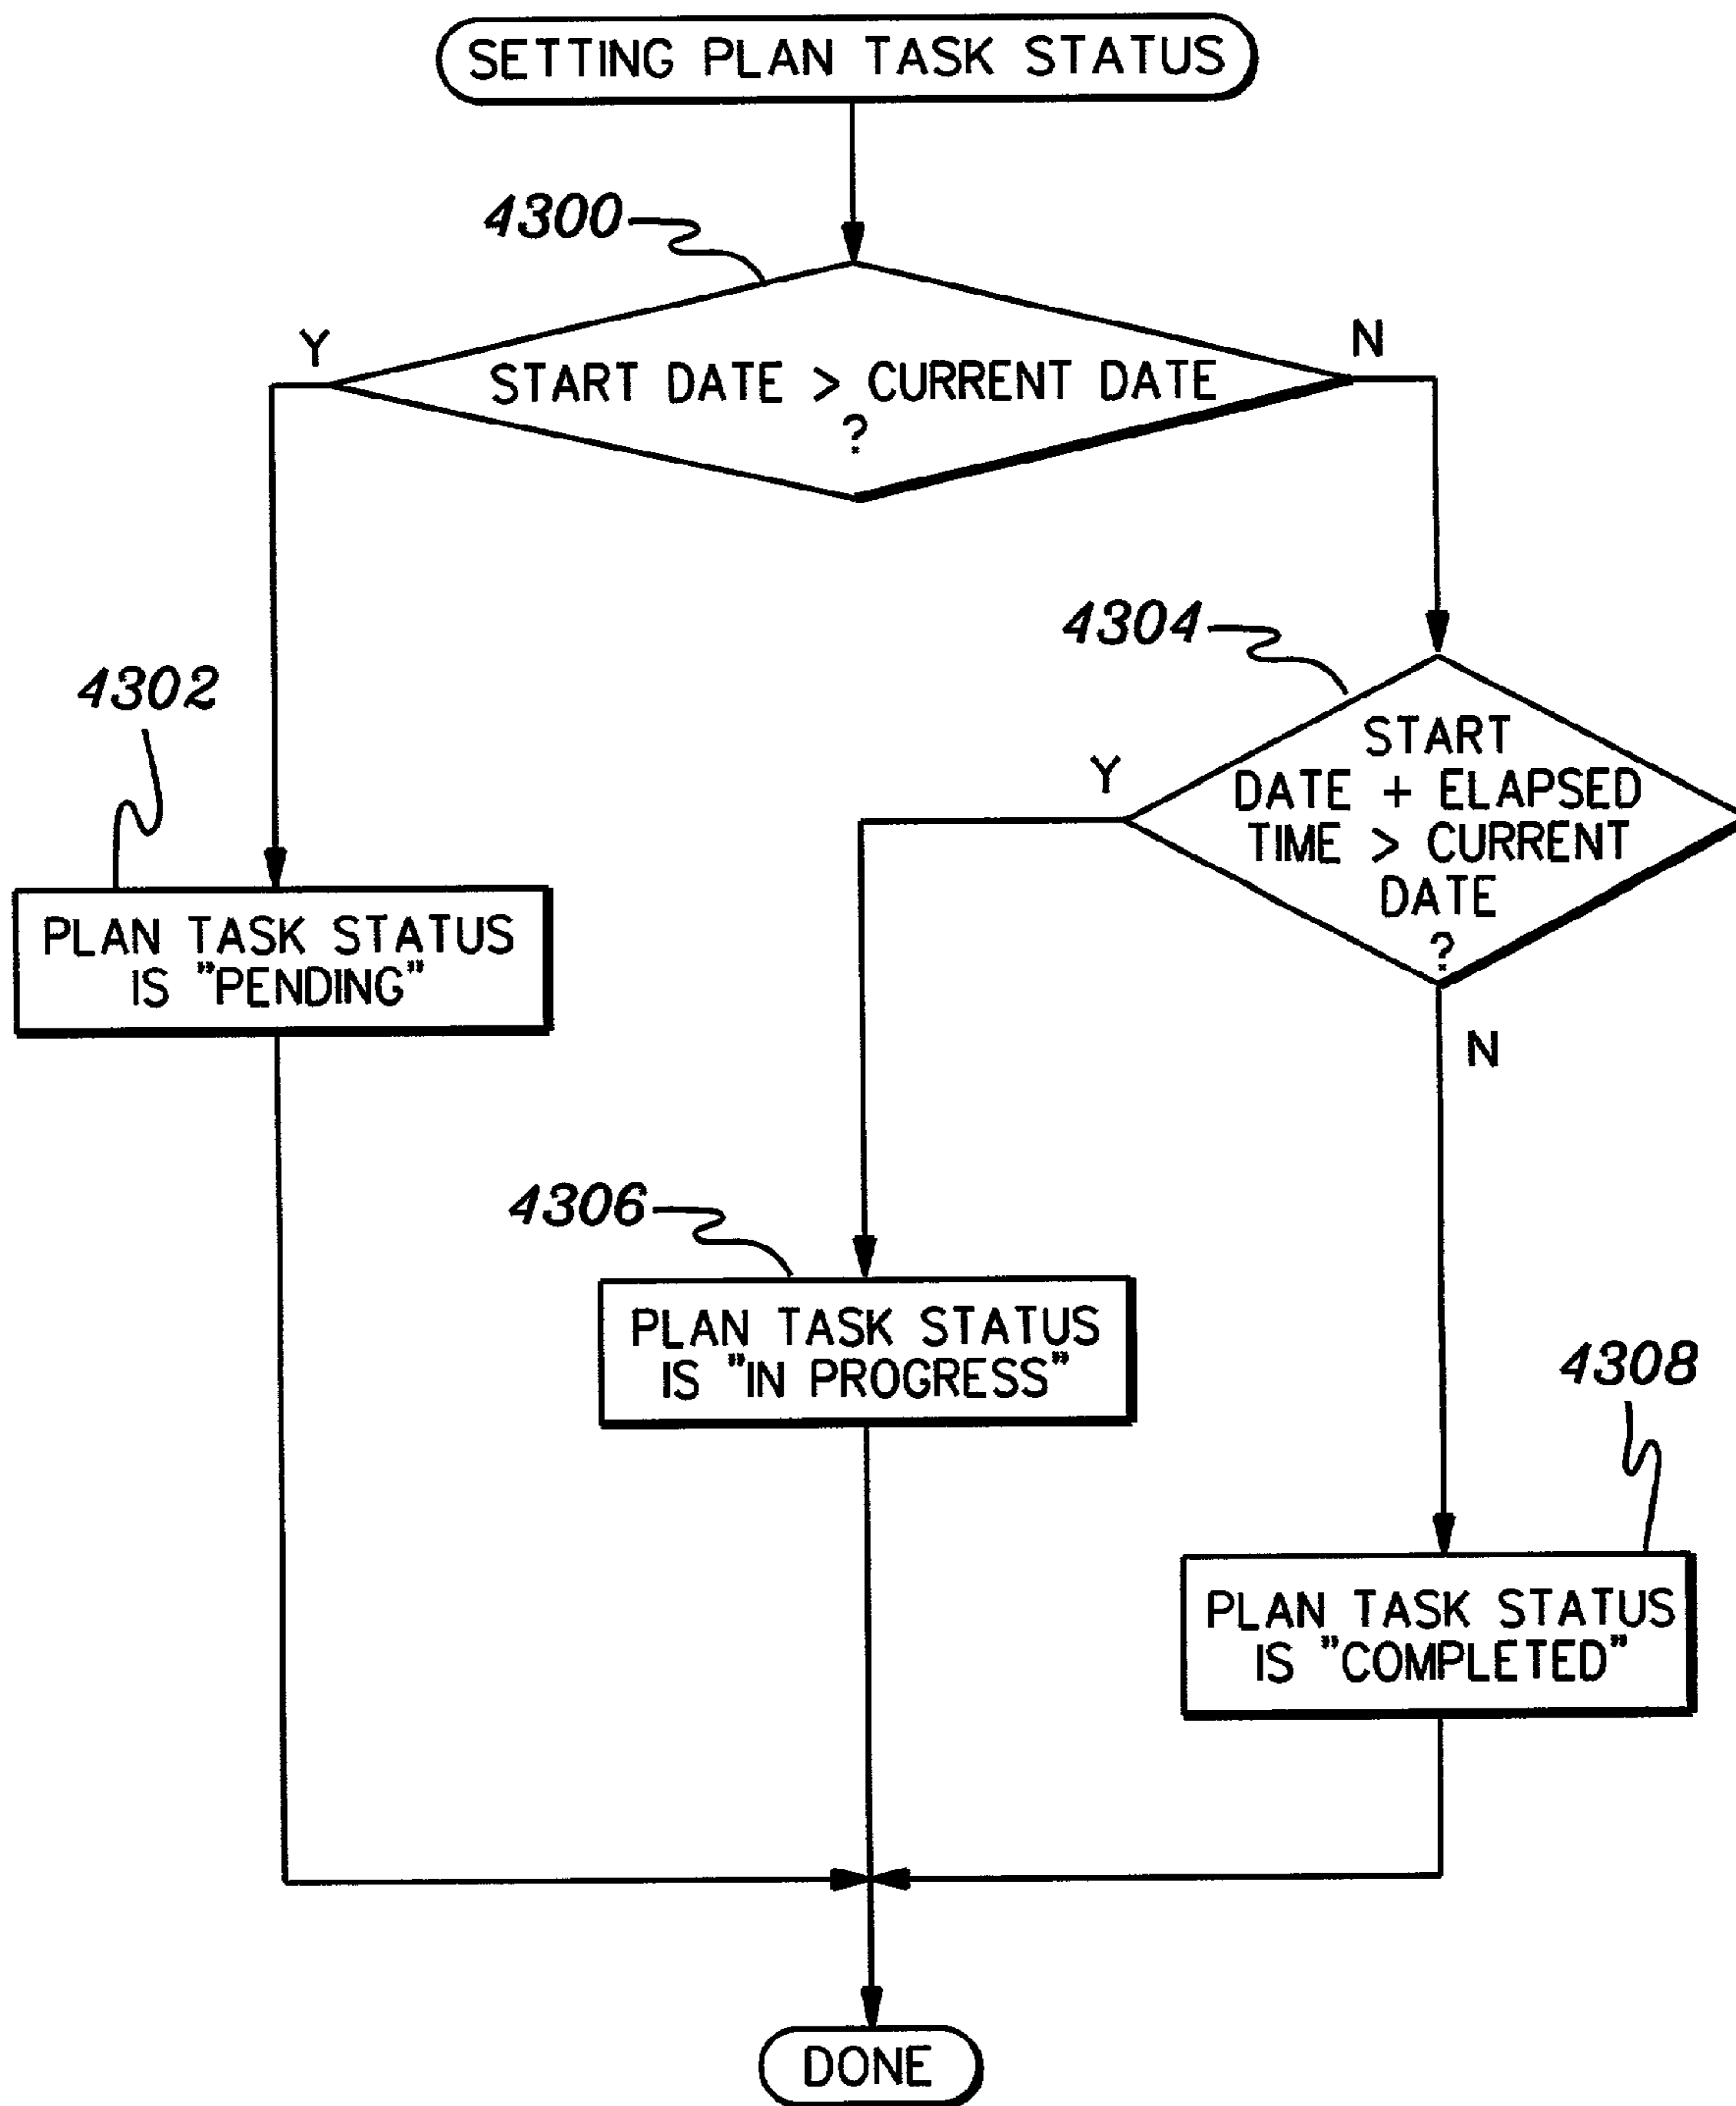 SETTING PLAN TASK STATUS
4300
Y
N
START DATE > CURRENT DATE
?
4304
4302
START
DATE + ELAPSED
TIME > CURRENT
DATE
?
Y
N
PLAN TASK STATUS
IS "PENDING"
4306
PLAN TASK STATUS
IS "IN PROGRESS"
4308
PLAN TASK STATUS
IS "COMPLETED"
DONE